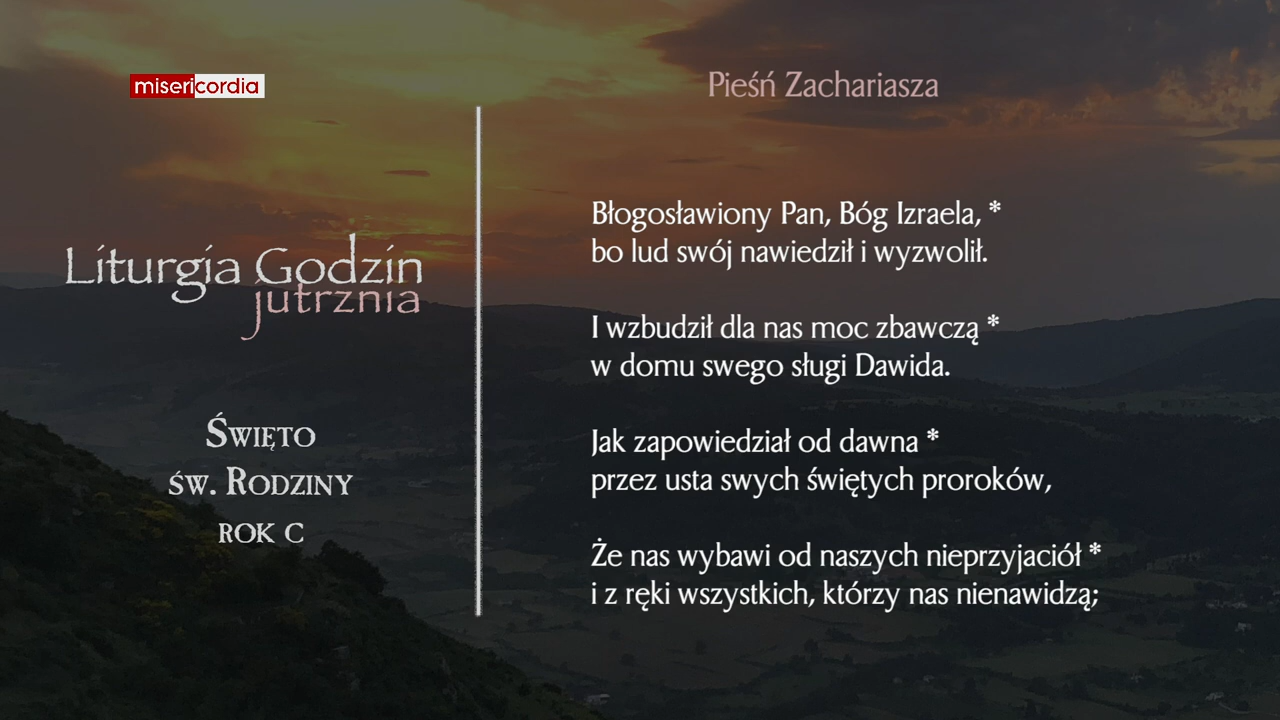 misericordia
Liturgia Godzin
jutrznia
Święto
św. Rodziny
rok C
Pieśń Zachariasza
Błogosławiony Pan, Bóg Izraela, *
bo lud swój nawiedził i wyzwolił.
I wzbudził dla nas moc zbawczą *
w domu swego sługi Dawida.
Jak zapowiedział od dawna *
przez usta swych świętych proroków,
Że nas wybawi od naszych nieprzyjaciół *
i z ręki wszystkich, którzy nas nienawidzą;